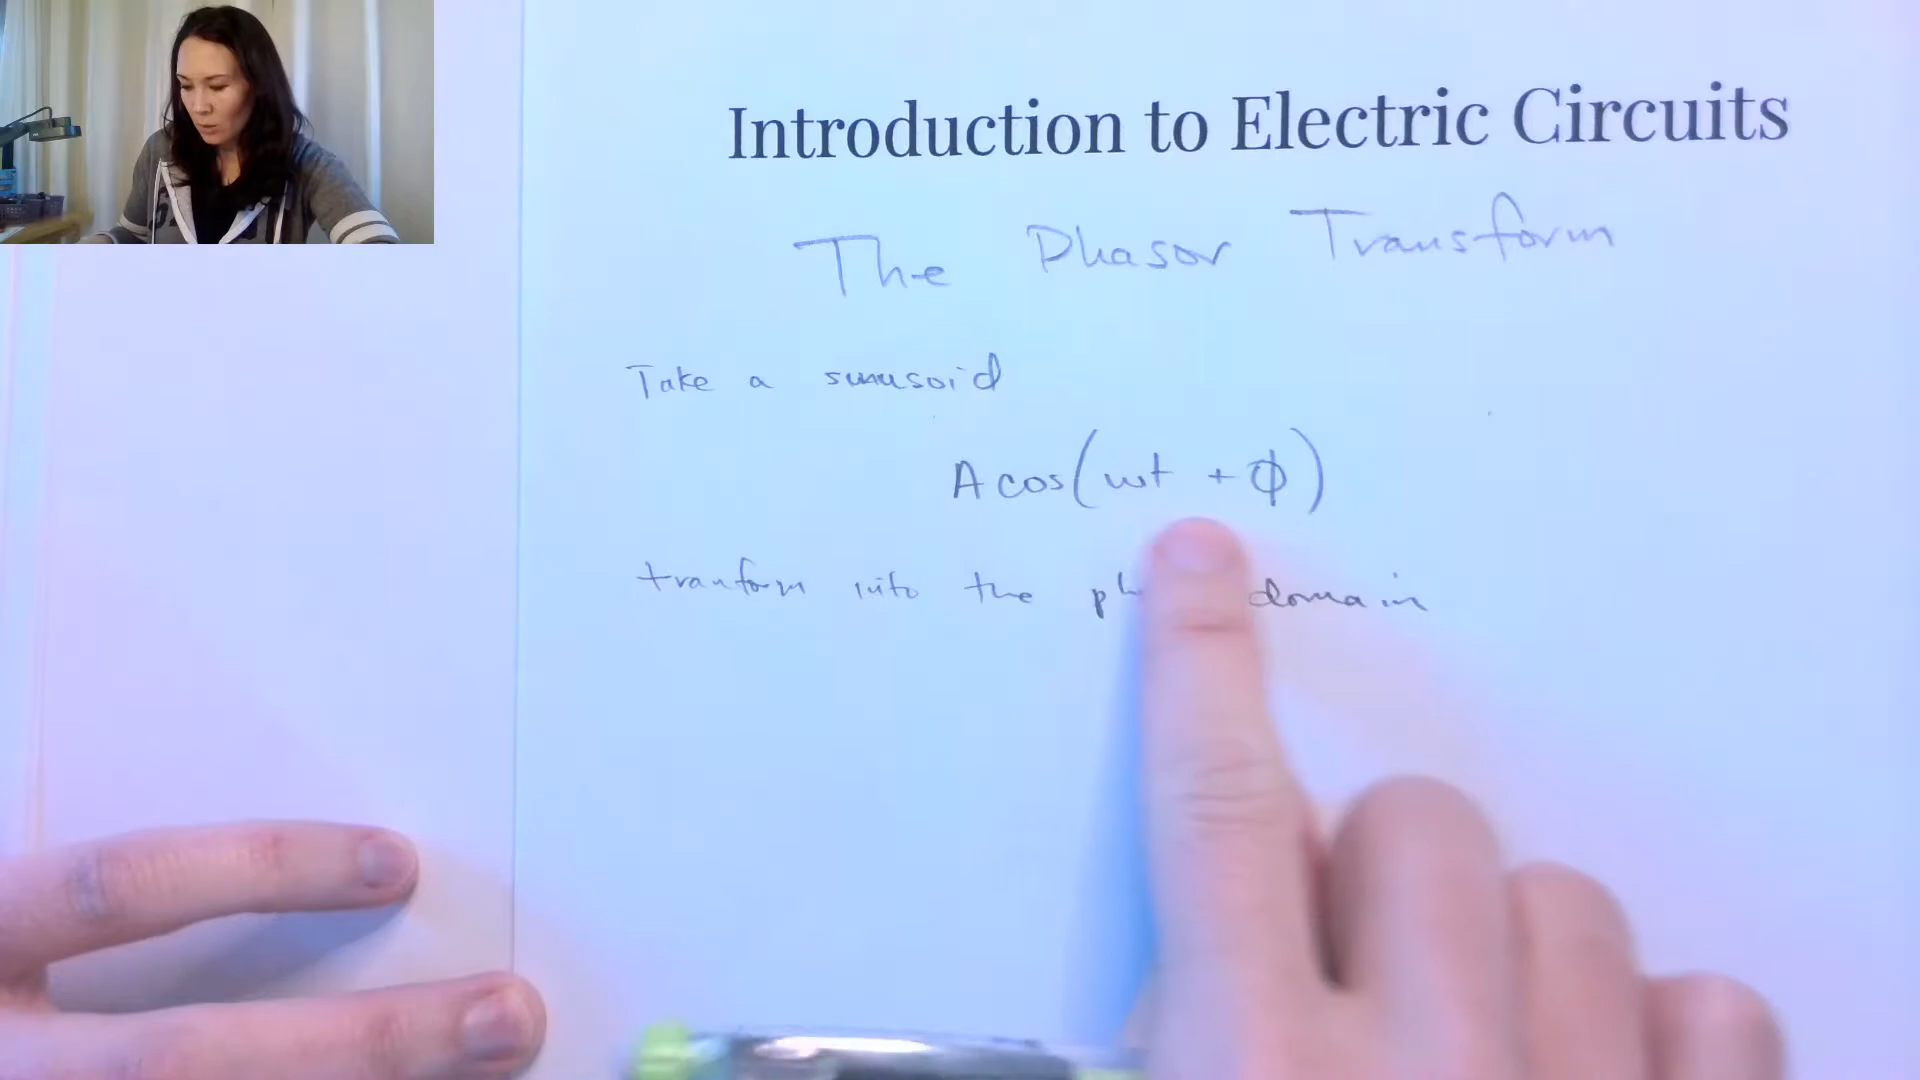 Introduction to Electric Circuits
The Phasor Transform
Take a sinusoid
A cos(ωt + ϕ)
tranform into the domain